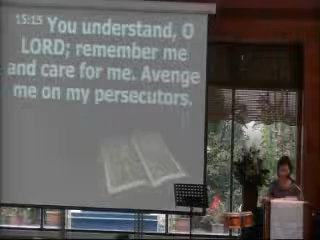 15:15 You understand, O
LORD; remember me
and care for me. Avenge
me on my persecutors.